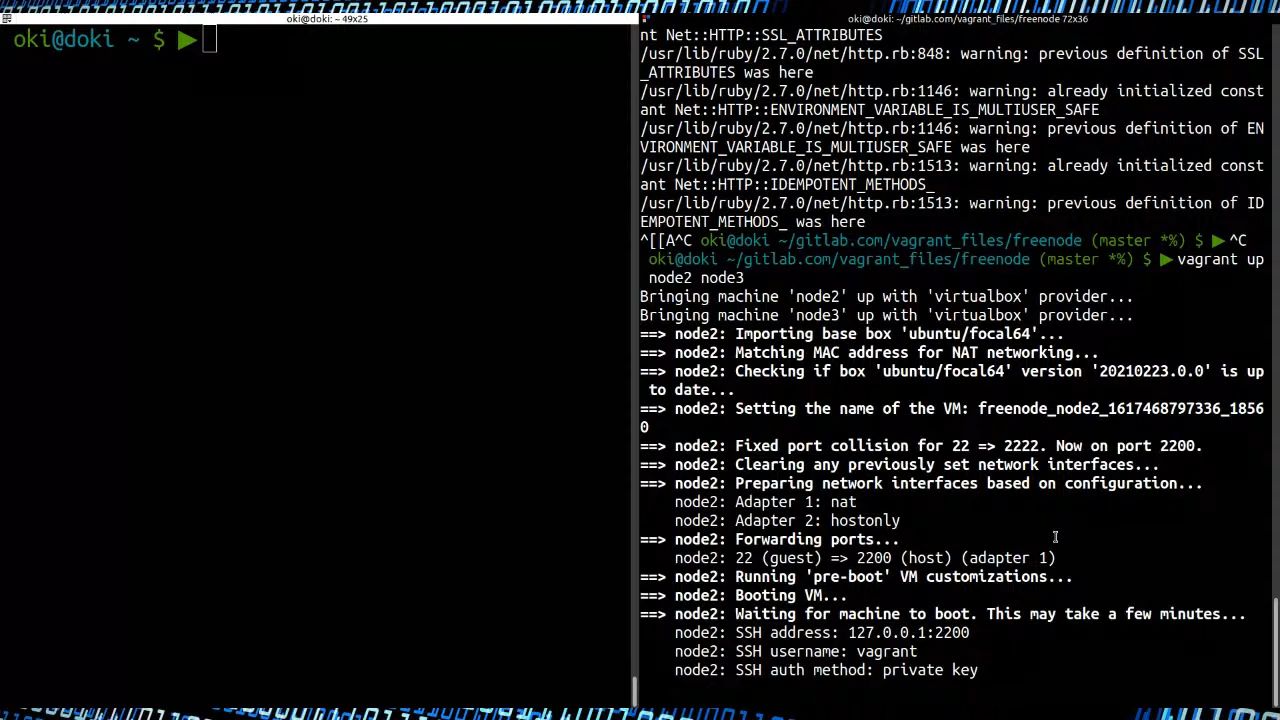 oki@doki: ~ 49x25
oki@doki ~ $ ▶
oki@doki: ~/gitlab.com/vagrant_files/freenode 72x36
nt Net::HTTP::SSL_ATTRIBUTES
/usr/lib/ruby/2.7.0/net/http.rb:848: warning: previous definition of SSL
_ATTRIBUTES was here
/usr/lib/ruby/2.7.0/net/http.rb:1146: warning: already initialized const
ant Net::HTTP::ENVIRONMENT_VARIABLE_IS_MULTIUSER_SAFE
/usr/lib/ruby/2.7.0/net/http.rb:1146: warning: previous definition of EN
VIRONMENT_VARIABLE_IS_MULTIUSER_SAFE was here
/usr/lib/ruby/2.7.0/net/http.rb:1513: warning: already initialized const
ant Net::HTTP::IDEMPOTENT_METHODS_
/usr/lib/ruby/2.7.0/net/http.rb:1513: warning: previous definition of ID
EMPOTENT_METHODS_ was here
^[[A^C oki@doki ~/gitlab.com/vagrant_files/freenode (master *%) $ ▶^C
oki@doki ~/gitlab.com/vagrant_files/freenode (master *%) $ ▶vagrant up
node2 node3
Bringing machine 'node2' up with 'virtualbox' provider...
Bringing machine 'node3' up with 'virtualbox' provider...
==> node2: Importing base box 'ubuntu/focal64'...
==> node2: Matching MAC address for NAT networking...
==> node2: Checking if box 'ubuntu/focal64' version '20210223.0.0' is up
to date...
==> node2: Setting the name of the VM: freenode_node2_1617468797336_1856
0
==> node2: Fixed port collision for 22 => 2222. Now on port 2200.
==> node2: Clearing any previously set network interfaces...
==> node2: Preparing network interfaces based on configuration...
node2: Adapter 1: nat
node2: Adapter 2: hostonly
==> node2: Forwarding ports...
node2: 22 (guest) => 2200 (host) (adapter 1)
==> node2: Running 'pre-boot' VM customizations...
==> node2: Booting VM...
==> node2: Waiting for machine to boot. This may take a few minutes...
node2: SSH address: 127.0.0.1:2200
node2: SSH username: vagrant
node2: SSH auth method: private key